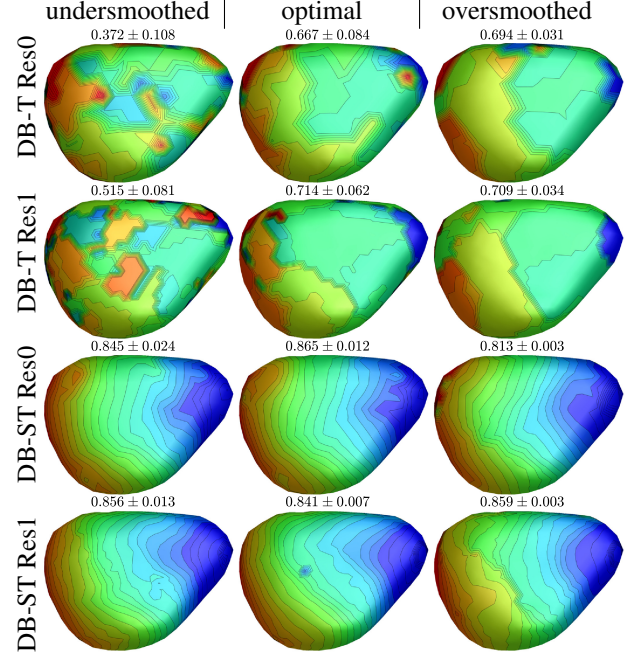 undersmoothed optimal oversmoothed
DB-T Res0
0.372 ± 0.108 0.667 ± 0.084 0.694 ± 0.031
DB-T Res1
0.515 ± 0.081 0.714 ± 0.062 0.709 ± 0.034
DB-ST Res0
0.845 ± 0.024 0.865 ± 0.012 0.813 ± 0.003
DB-ST Res1
0.856 ± 0.013 0.841 ± 0.007 0.859 ± 0.003